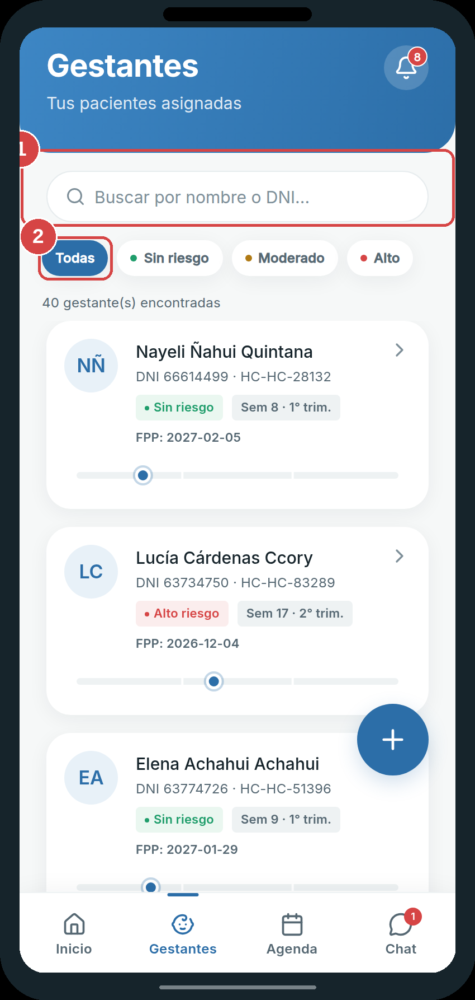 Gestantes
8
Tus pacientes asignadas
1
Buscar por nombre o DNI...
2
Todas
Sin riesgo
Moderado
Alto
40 gestante(s) encontradas
NÑ
Nayeli Ñahui Quintana
DNI 66614499 · HC-HC-28132
Sin riesgo
Sem 8 · 1° trim.
FPP: 2027-02-05
LC
Lucía Cárdenas Ccory
DNI 63734750 · HC-HC-83289
Alto riesgo
Sem 17 · 2° trim.
FPP: 2026-12-04
EA
Elena Achahui Achahui
DNI 63774726 · HC-HC-51396
Sin riesgo
Sem 9 · 1° trim.
FPP: 2027-01-29
1
Inicio
Gestantes
Agenda
Chat